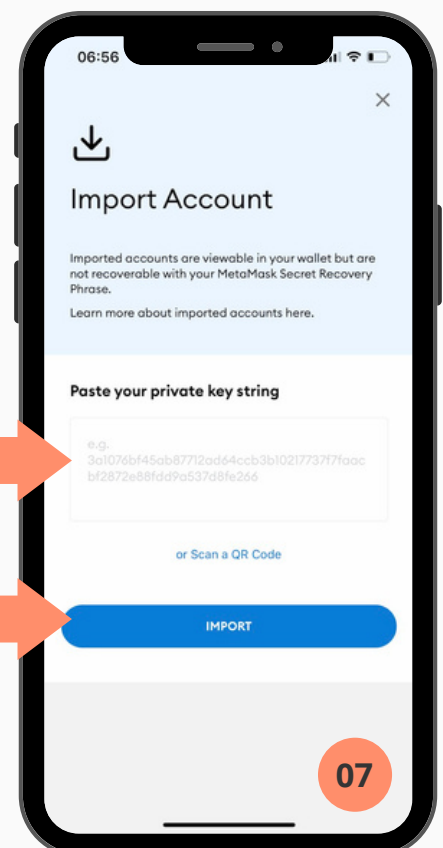 06:56
Import Account
Imported accounts are viewable in your wallet but are
not recoverable with your MetaMask Secret Recovery
Phrase.
Learn more about imported accounts here.
Paste your private key string
e.g.
3a1076bf45ab87712ad64ccb3b10217737f7faac
bf2872e88fdd9a537d8fe266
or Scan a QR Code
IMPORT
07